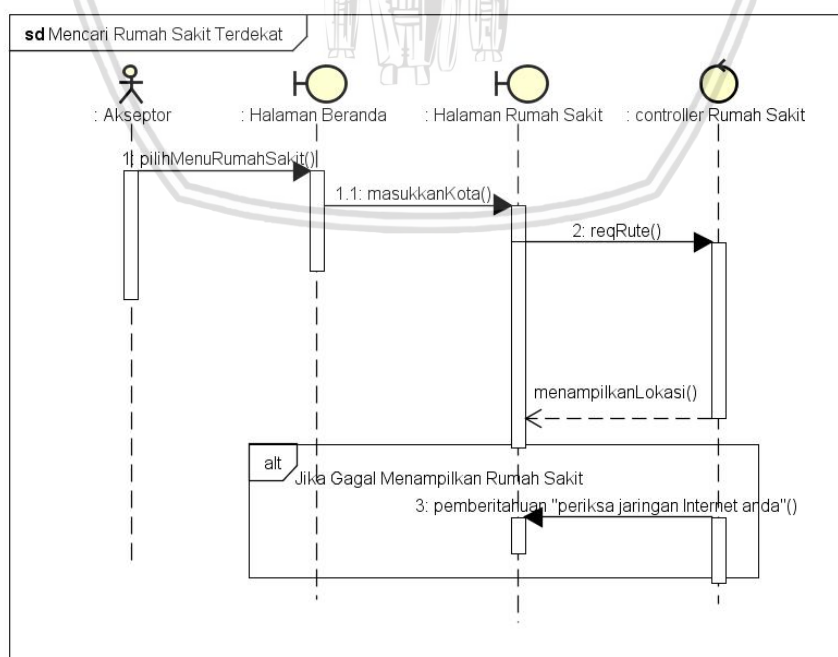 sd Mencari Rumah Sakit Terdekat
: Akseptor
: Halaman Beranda
: Halaman Rumah Sakit
: controller Rumah Sakit
1: pilihMenuRumahSakit()
1.1: masukkanKota()
2: reqRute()
menampilkanLokasi()
alt
Jika Gagal Menampilkan Rumah Sakit
3: pemberitahuan "periksa jaringan Internet anda"()